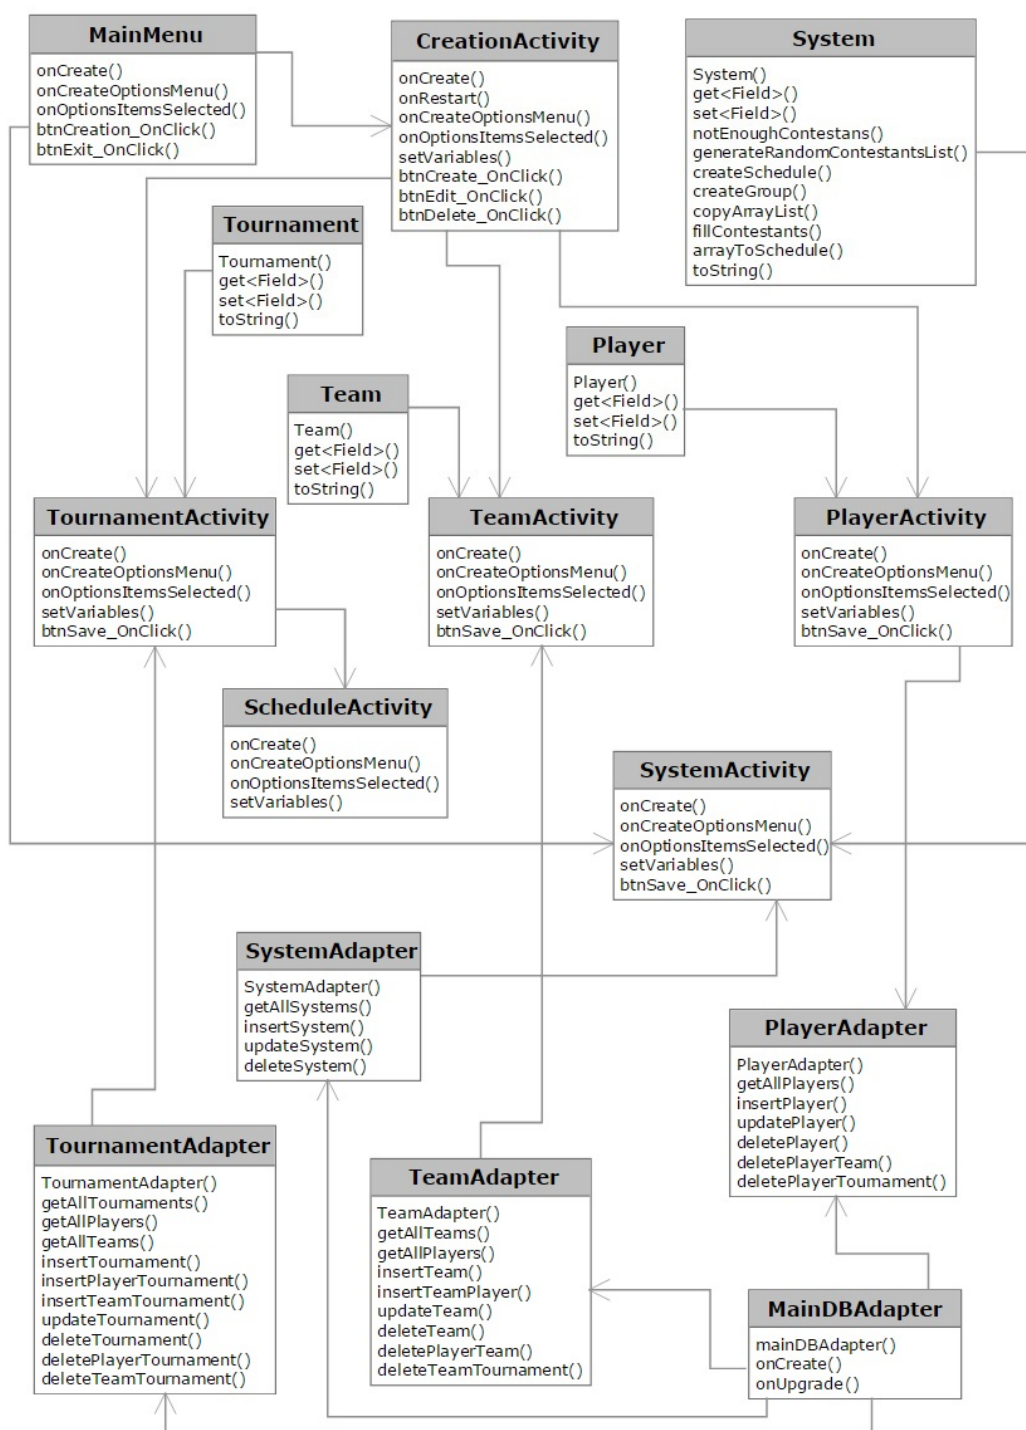 MainMenu
onCreate()
onCreateOptionsMenu()
onOptionsItemsSelected()
btnCreation_OnClick()
btnExit_OnClick()
CreationActivity
onCreate()
onRestart()
onCreateOptionsMenu()
onOptionsItemsSelected()
setVariables()
btnCreate_OnClick()
btnEdit_OnClick()
btnDelete_OnClick()
System
System()
get<Field>()
set<Field>()
notEnoughContestans()
generateRandomContestantsList()
createSchedule()
createGroup()
copyArrayList()
fillContestants()
arrayToSchedule()
toString()
Tournament
Tournament()
get<Field>()
set<Field>()
toString()
Player
Player()
get<Field>()
set<Field>()
toString()
Team
Team()
get<Field>()
set<Field>()
toString()
TournamentActivity
onCreate()
onCreateOptionsMenu()
onOptionsItemsSelected()
setVariables()
btnSave_OnClick()
TeamActivity
onCreate()
onCreateOptionsMenu()
onOptionsItemsSelected()
setVariables()
btnSave_OnClick()
PlayerActivity
onCreate()
onCreateOptionsMenu()
onOptionsItemsSelected()
setVariables()
btnSave_OnClick()
ScheduleActivity
onCreate()
onCreateOptionsMenu()
onOptionsItemsSelected()
setVariables()
SystemActivity
onCreate()
onCreateOptionsMenu()
onOptionsItemsSelected()
setVariables()
btnSave_OnClick()
SystemAdapter
SystemAdapter()
getAllSystems()
insertSystem()
updateSystem()
deleteSystem()
PlayerAdapter
PlayerAdapter()
getAllPlayers()
insertPlayer()
updatePlayer()
deletePlayer()
deletePlayerTeam()
deletePlayerTournament()
TournamentAdapter
TournamentAdapter()
getAllTournaments()
getAllPlayers()
getAllTeams()
insertTournament()
insertPlayerTournament()
insertTeamTournament()
updateTournament()
deleteTournament()
deletePlayerTournament()
deleteTeamTournament()
TeamAdapter
TeamAdapter()
getAllTeams()
getAllPlayers()
insertTeam()
insertTeamPlayer()
updateTeam()
deleteTeam()
deletePlayerTeam()
deleteTeamTournament()
MainDBAdapter
mainDBAdapter()
onCreate()
onUpgrade()